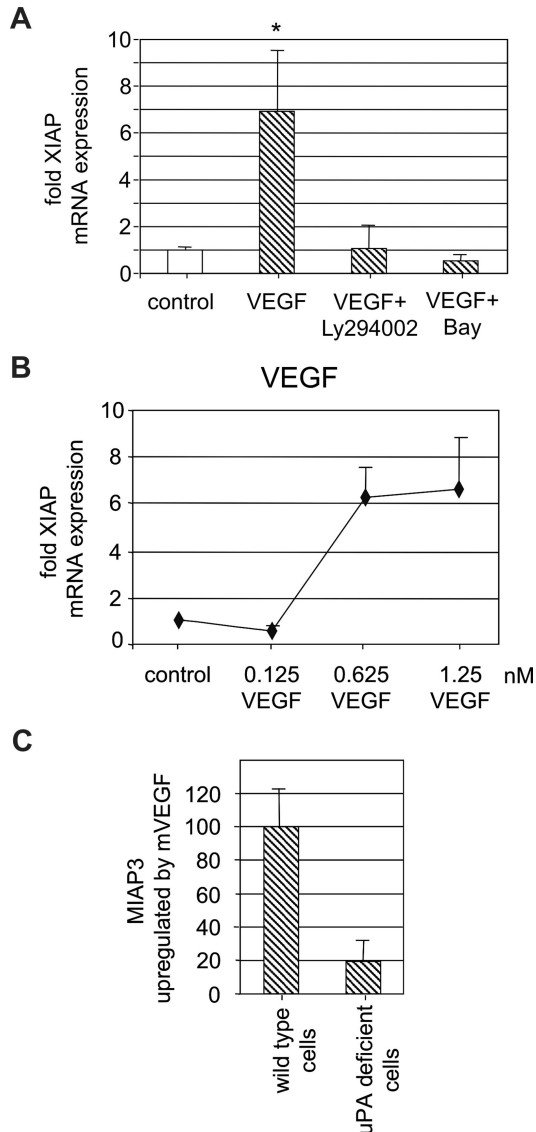 A
*
fold XIAP
mRNA expression
10
8
6
4
2
0
control
VEGF
VEGF+
Ly294002
VEGF+
Bay
B
VEGF
fold XIAP
mRNA expression
10
8
6
4
2
0
control
0.125
VEGF
0.625
VEGF
1.25
VEGF
nM
C
MIAP3
upregulated by mVEGF
120
100
80
60
40
20
0
wild type
cells
uPA deficient
cells